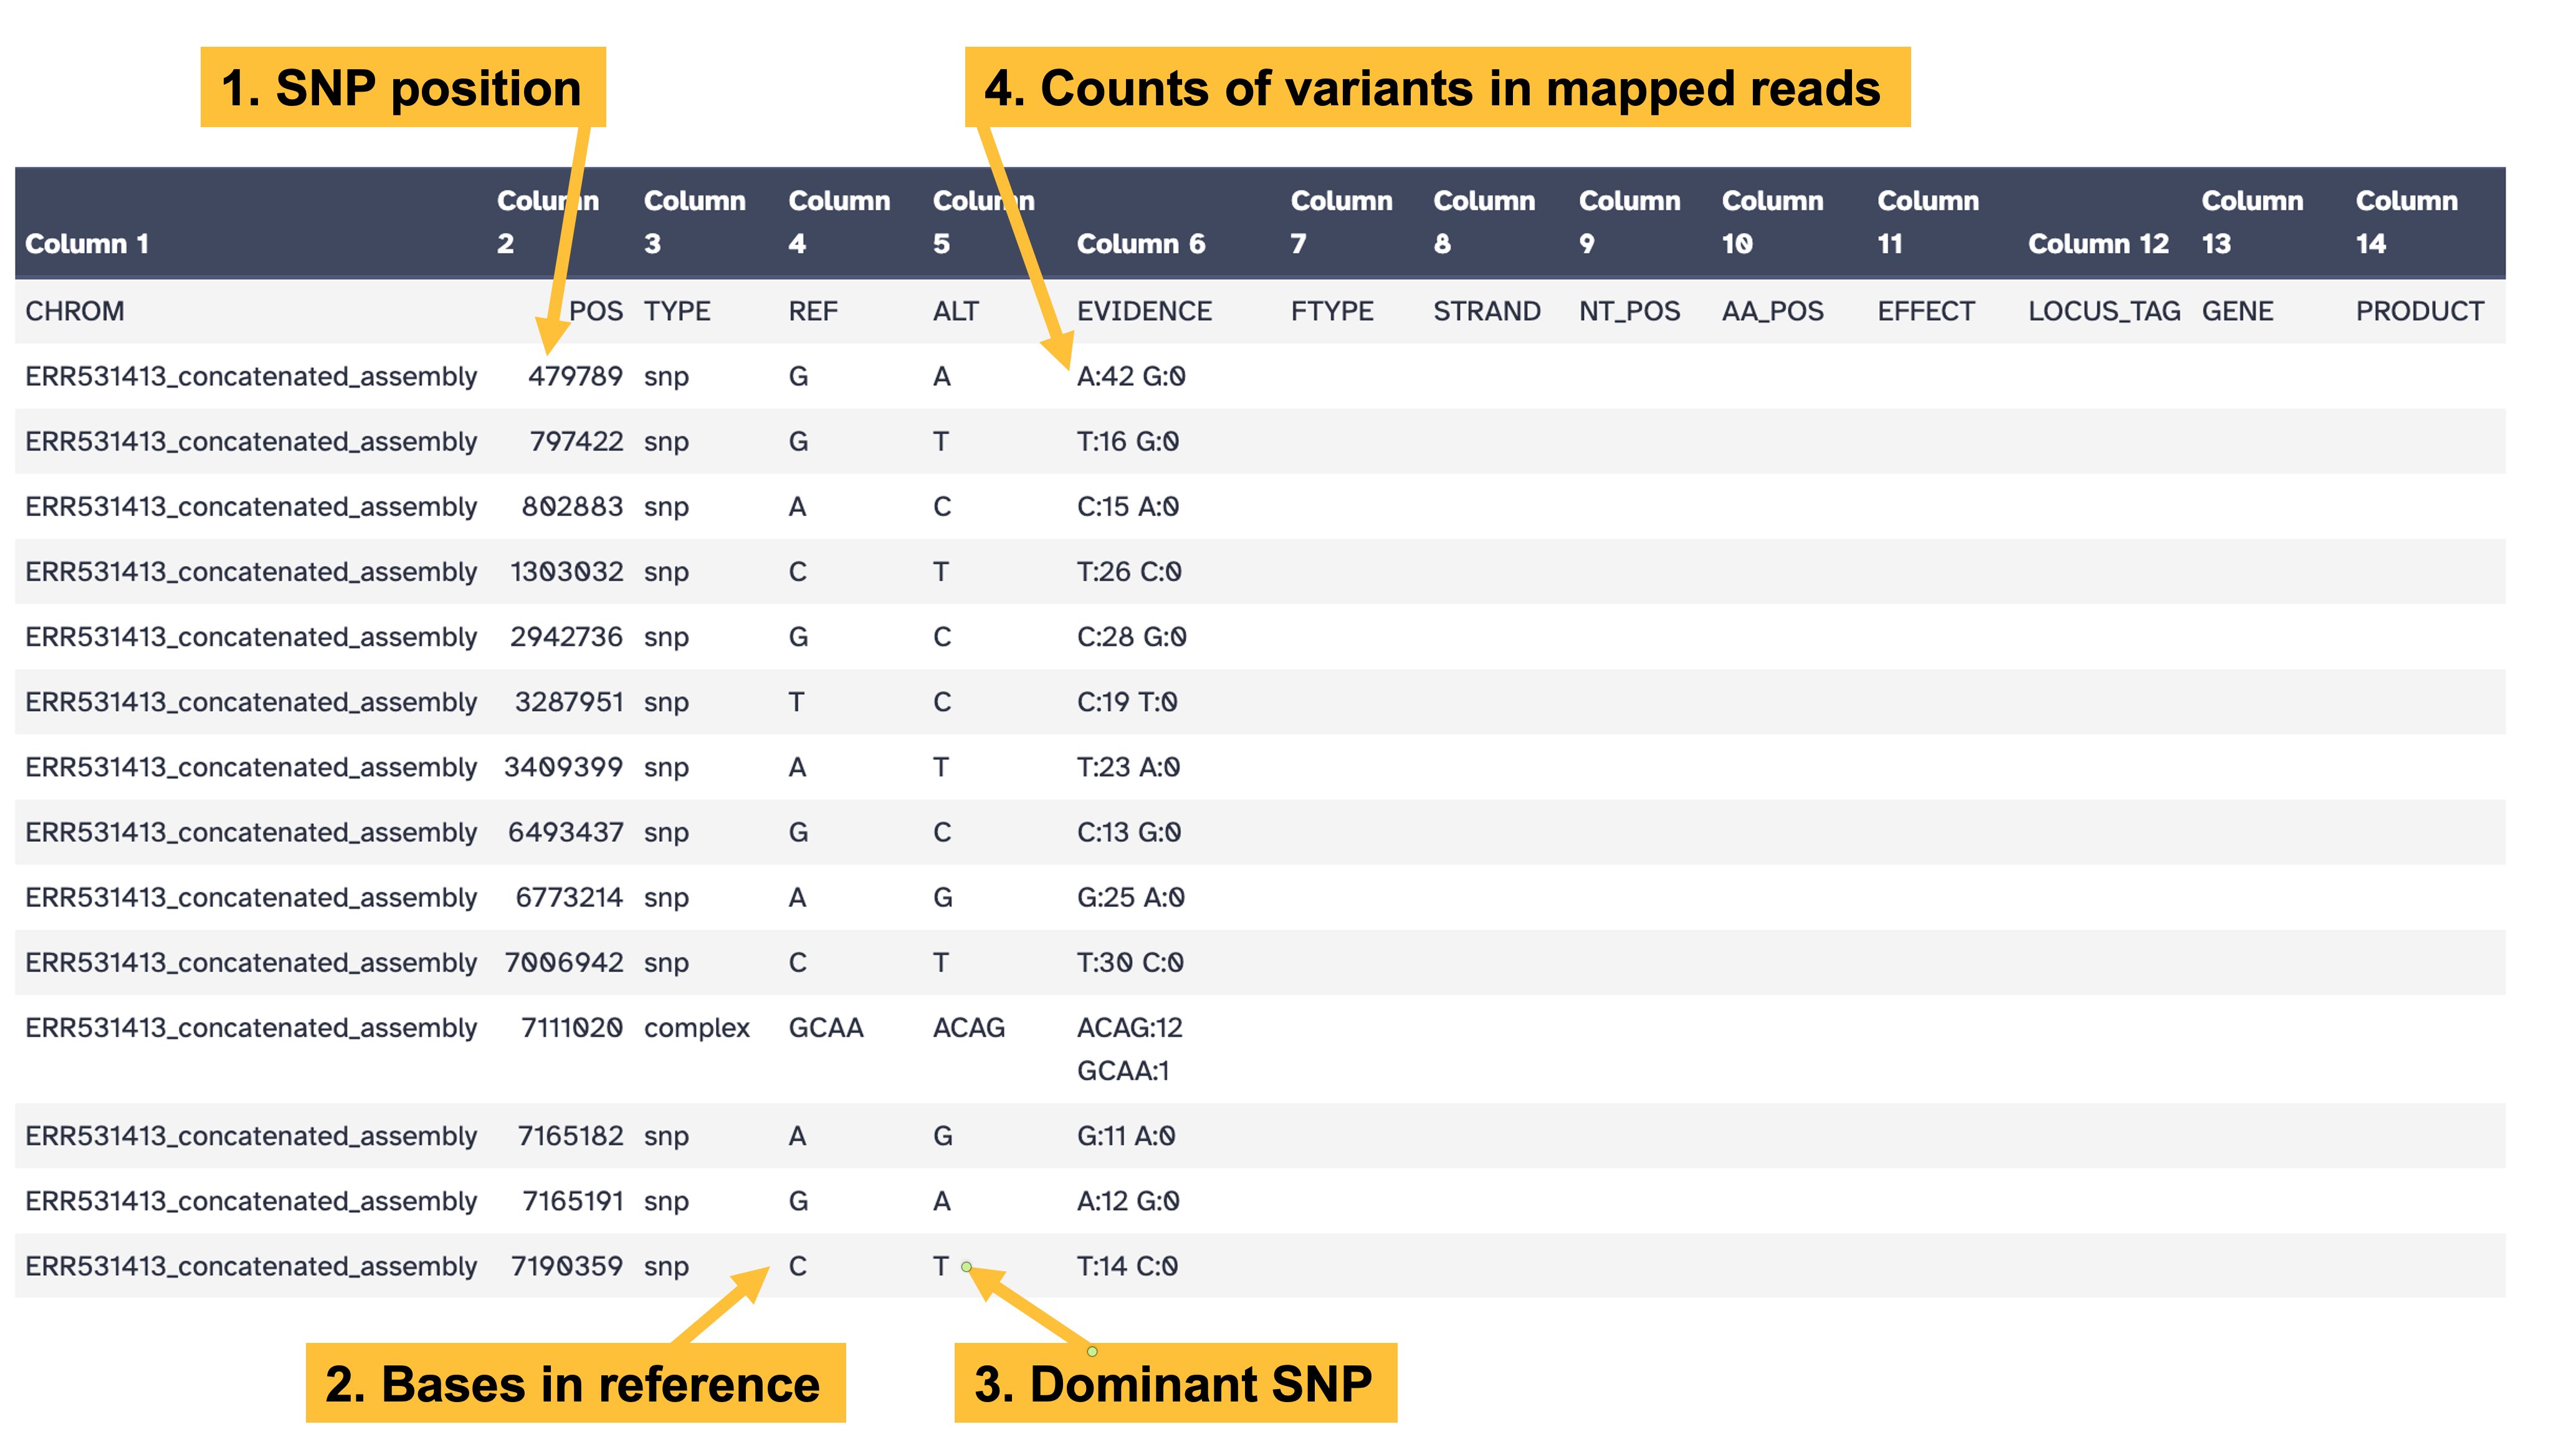 1. SNP position
4. Counts of variants in mapped reads
Column 1 Column 2 Column 3 Column 4 Column 5 Column 6 Column 7 Column 8 Column 9 Column 10 Column 11 Column 12 Column 13 Column 14
CHROM POS TYPE REF ALT EVIDENCE FTYPE STRAND NT_POS AA_POS EFFECT LOCUS_TAG GENE PRODUCT
ERR531413_concatenated_assembly 479789 snp G A A:42 G:0
ERR531413_concatenated_assembly 797422 snp G T T:16 G:0
ERR531413_concatenated_assembly 802883 snp A C C:15 A:0
ERR531413_concatenated_assembly 1303032 snp C T T:26 C:0
ERR531413_concatenated_assembly 2942736 snp G C C:28 G:0
ERR531413_concatenated_assembly 3287951 snp T C C:19 T:0
ERR531413_concatenated_assembly 3409399 snp A T T:23 A:0
ERR531413_concatenated_assembly 6493437 snp G C C:13 G:0
ERR531413_concatenated_assembly 6773214 snp A G G:25 A:0
ERR531413_concatenated_assembly 7006942 snp C T T:30 C:0
ERR531413_concatenated_assembly 7111020 complex GCAA ACAG ACAG:12
GCAA:1
ERR531413_concatenated_assembly 7165182 snp A G G:11 A:0
ERR531413_concatenated_assembly 7165191 snp G A A:12 G:0
ERR531413_concatenated_assembly 7190359 snp C T T:14 C:0
2. Bases in reference
3. Dominant SNP